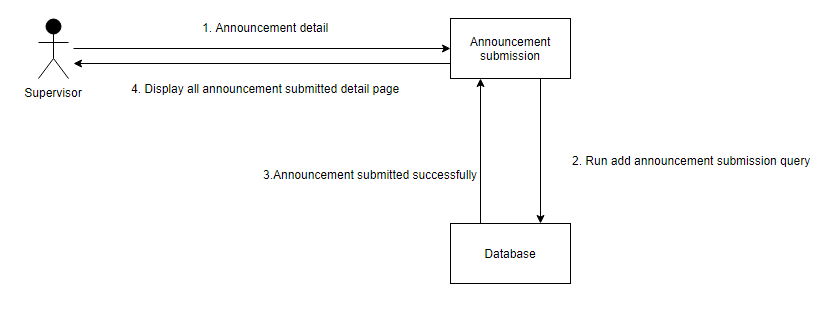 1. Announcement detail
Announcement
submission
Supervisor
4. Display all announcement submitted detail page
2. Run add announcement submission query
3.Announcement submitted successfully
Database